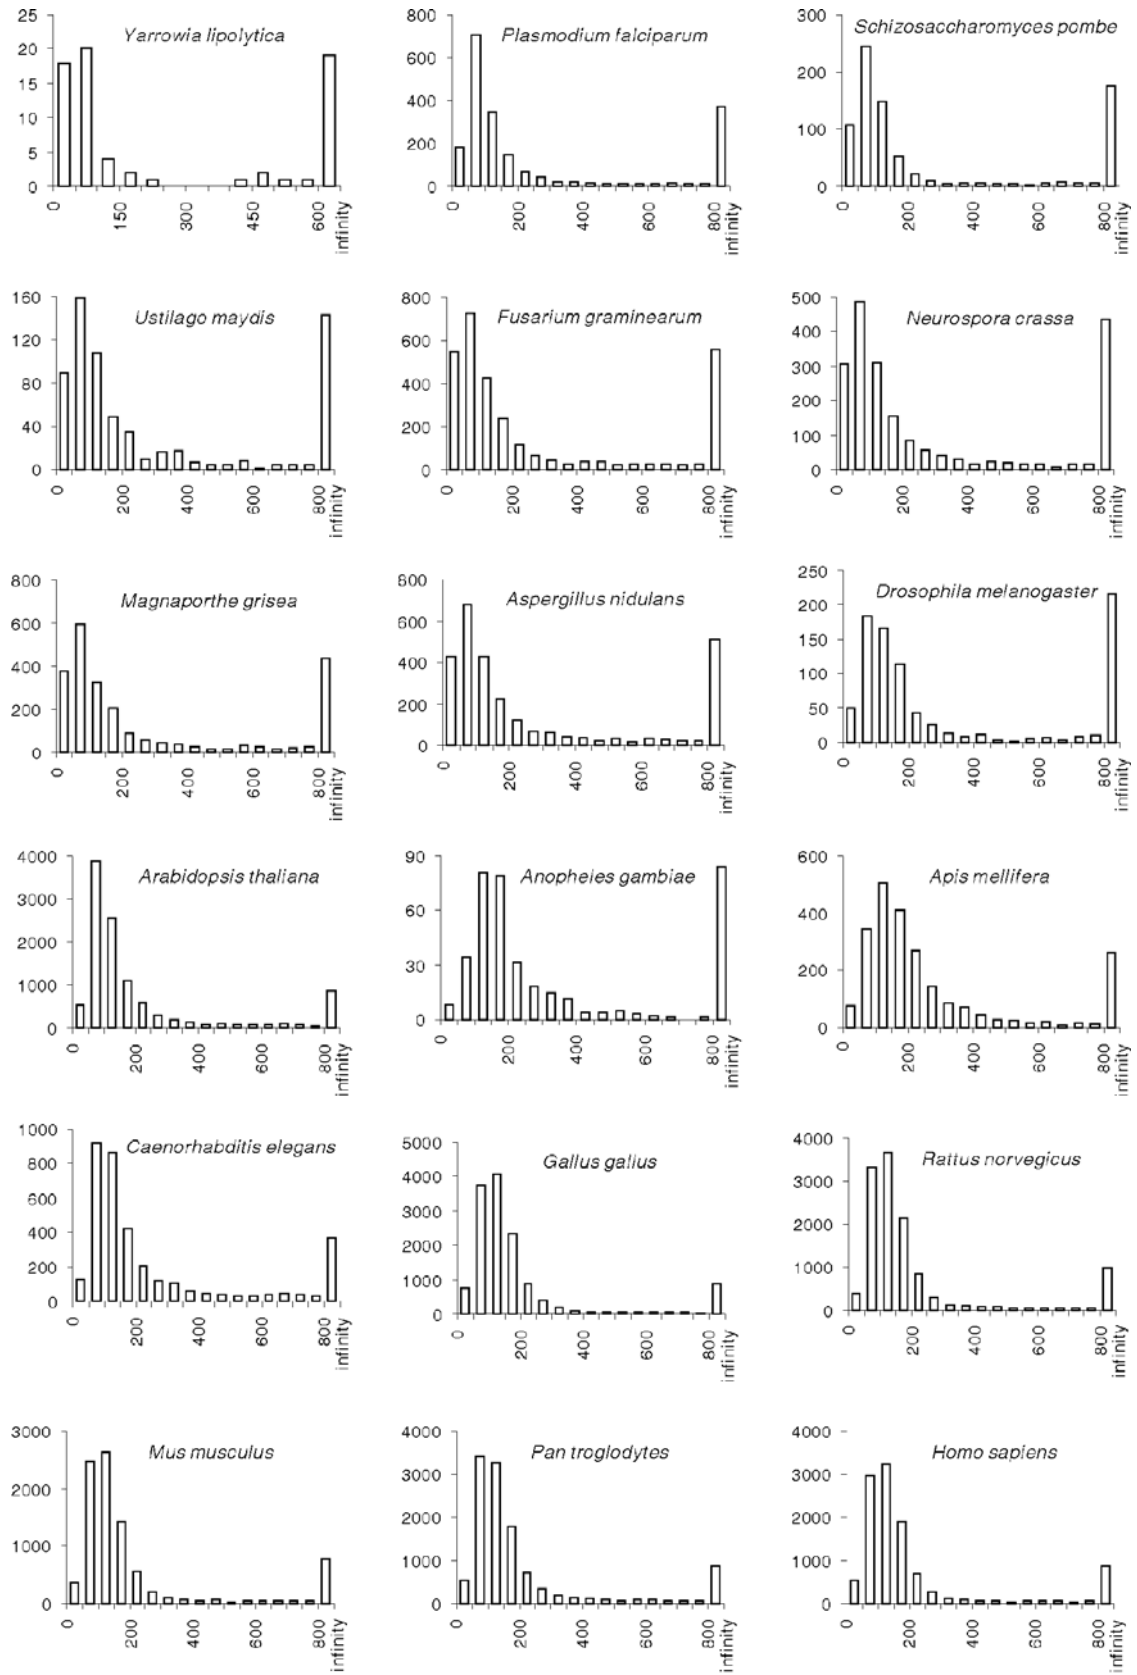 Yarrowia lipolytica
25
20
15
10
5
0
0 150 300 450 600 infinity
Plasmodium falciparum
800
600
400
200
0
0 200 400 600 800 infinity
Schizosaccharomyces pombe
300
200
100
0
0 200 400 600 800 infinity
Ustilago maydis
160
120
80
40
0
0 200 400 600 800 infinity
Fusarium graminearum
800
600
400
200
0
0 200 400 600 800 infinity
Neurospora crassa
500
400
300
200
100
0
0 200 400 600 800 infinity
Magnaporthe grisea
800
600
400
200
0
0 200 400 600 800 infinity
Aspergillus nidulans
800
600
400
200
0
0 200 400 600 800 infinity
Drosophila melanogaster
250
200
150
100
50
0
0 200 400 600 800 infinity
Arabidopsis thaliana
4000
3000
2000
1000
0
0 200 400 600 800 infinity
Anopheles gambiae
90
60
30
0
0 200 400 600 800 infinity
Apis mellifera
600
400
200
0
0 200 400 600 800 infinity
Caenorhabditis elegans
1000
800
600
400
200
0
0 200 400 600 800 infinity
Gallus gallus
5000
4000
3000
2000
1000
0
0 200 400 600 800 infinity
Rattus norvegicus
4000
3000
2000
1000
0
0 200 400 600 800 infinity
Mus musculus
3000
2000
1000
0
0 200 400 600 800 infinity
Pan troglodytes
4000
3000
2000
1000
0
0 200 400 600 800 infinity
Homo sapiens
4000
3000
2000
1000
0
0 200 400 600 800 infinity